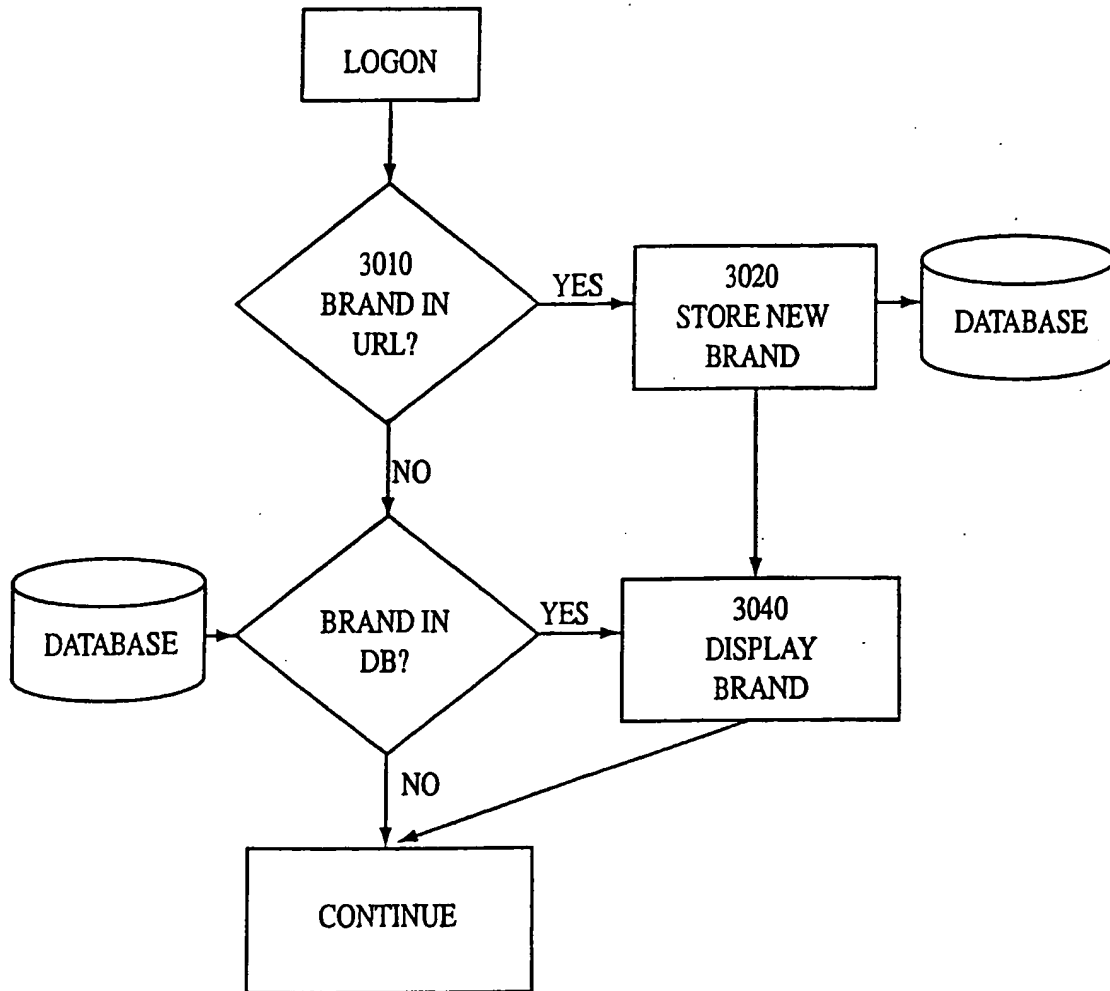 LOGON
3010
BRAND IN
URL?
YES
3020
STORE NEW
BRAND
DATABASE
NO
DATABASE
BRAND IN
DB?
YES
3040
DISPLAY
BRAND
NO
CONTINUE